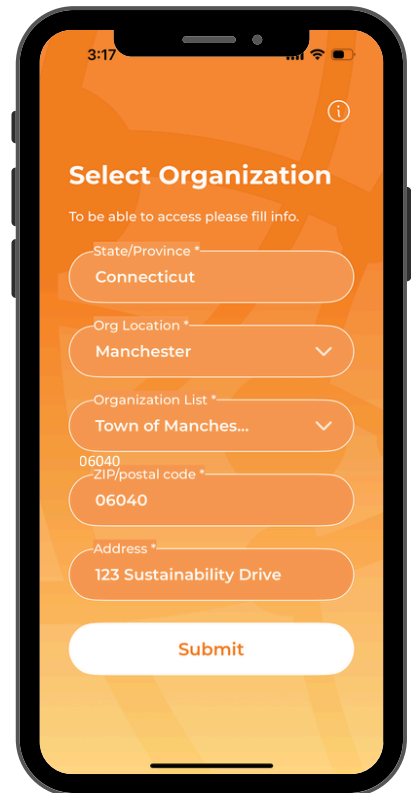 3:17
Select Organization
To be able to access please fill info.
State/Province *
Connecticut
Org Location *
Manchester
Organization List *
Town of Manches...
06040
ZIP/postal code *
06040
Address *
123 Sustainability Drive
Submit